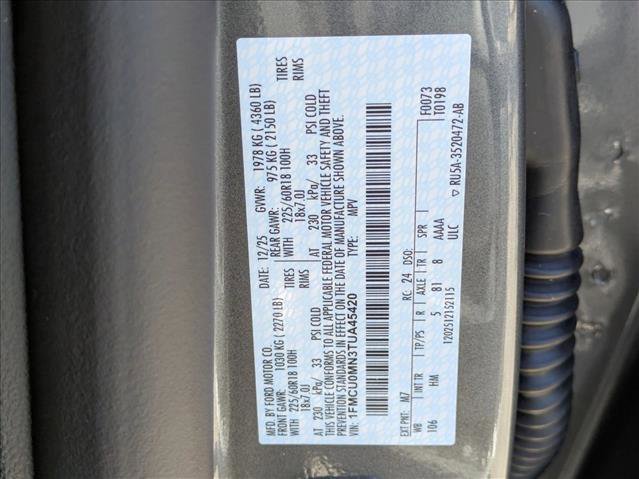 MFD. BY FORD MOTOR CO.
DATE: 12/25 GVWR: 1978 KG ( 4360 LB)
FRONT GAWR: 1030 KG ( 2270 LB) REAR GAWR: 975 KG ( 2150 LB)
WITH 225/60R18 100H TIRES WITH 225/60R18 100H TIRES
18x7.0J RIMS 18x7.0J RIMS
AT 230 kPa/ 33 PSI COLD AT 230 kPa/ 33 PSI COLD
THIS VEHICLE CONFORMS TO ALL APPLICABLE FEDERAL MOTOR VEHICLE SAFETY AND THEFT
PREVENTION STANDARDS IN EFFECT ON THE DATE OF MANUFACTURE SHOWN ABOVE.
VIN: 1FMCU0MN3TUA45420 TYPE: MPV
F0073
T0198
EXT PNT: M7 RC: 24 DSO:
WB INT TR TP/PS R AXLE TR SPR
106 HM 5 81 8 AAAA
ULC
▽ RU5A-3520472-AB
1202512152115